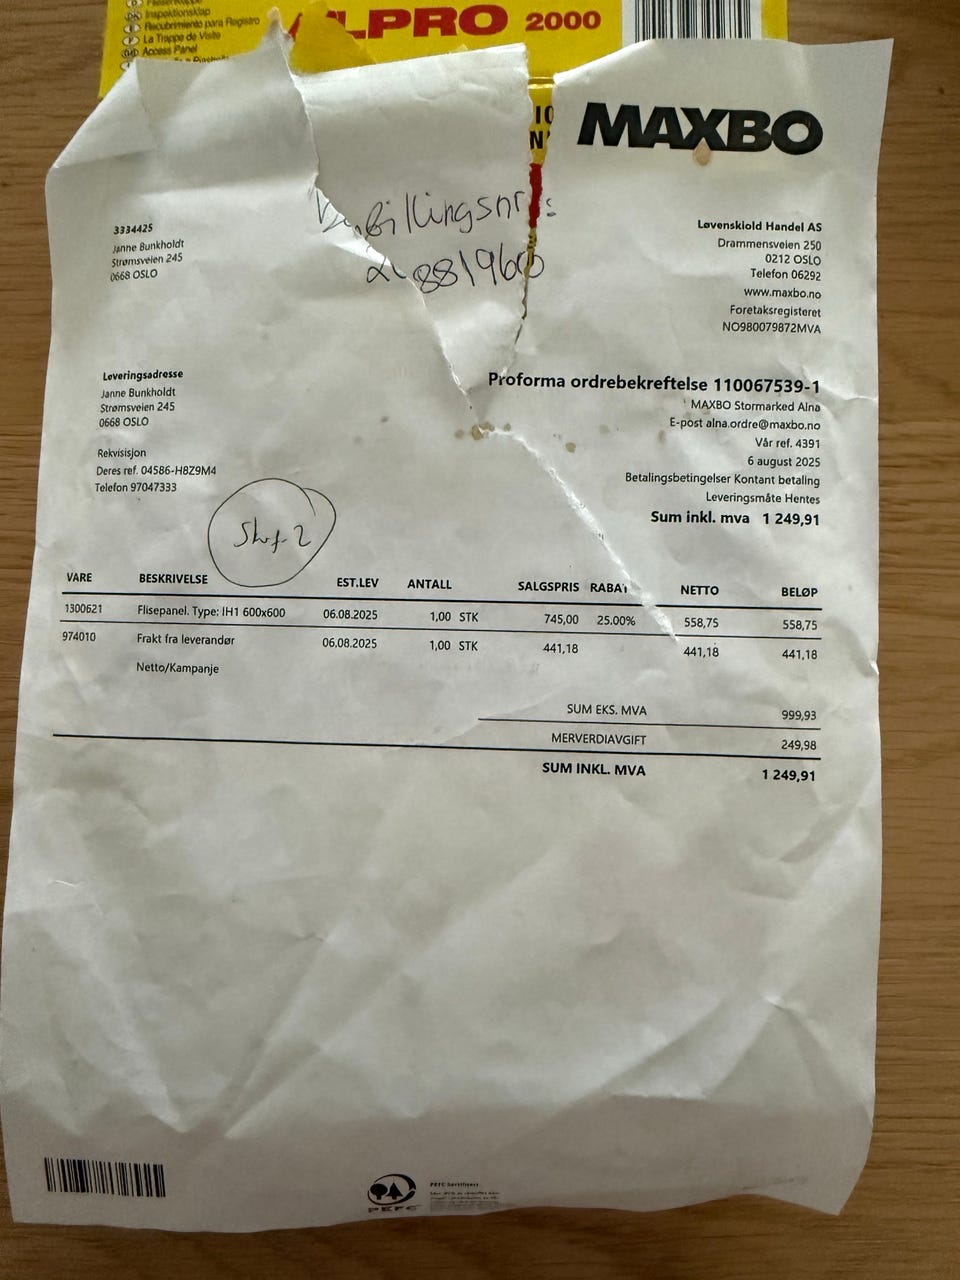 Inspektionsklap
Recubrimiento para Registro
La Trappe de Visite
Access Panel
LPRO 2000
MAXBO
Bestillingsnr:
8819600
3334425
Janne Bunkholdt
Strømsveien 245
0668 OSLO
Løvenskiold Handel AS
Drammensveien 250
0212 OSLO
Telefon 06292
www.maxbo.no
Foretaksregisteret
NO980079872MVA
Leveringsadresse
Janne Bunkholdt
Strømsveien 245
0668 OSLO
Rekvisisjon
Deres ref. 04586-H8Z9M4
Telefon 97047333
Proforma ordrebekreftelse 110067539-1
MAXBO Stormarked Alna
E-post alna.ordre@maxbo.no
Vår ref. 4391
6 august 2025
Betalingsbetingelser Kontant betaling
Leveringsmåte Hentes
Sum inkl. mva 1 249,91
VARE BESKRIVELSE EST.LEV ANTALL SALGSPRIS RABAT NETTO BELØP
1300621 Flisepanel. Type: IH1 600x600 06.08.2025 1,00 STK 745,00 25.00% 558,75 558,75
974010 Frakt fra leverandør 06.08.2025 1,00 STK 441,18 441,18 441,18
Netto/Kampanje
SUM EKS. MVA 999,93
MERVERDIAVGIFT 249,98
SUM INKL. MVA 1 249,91
PEFC Sertifisert
PEFC